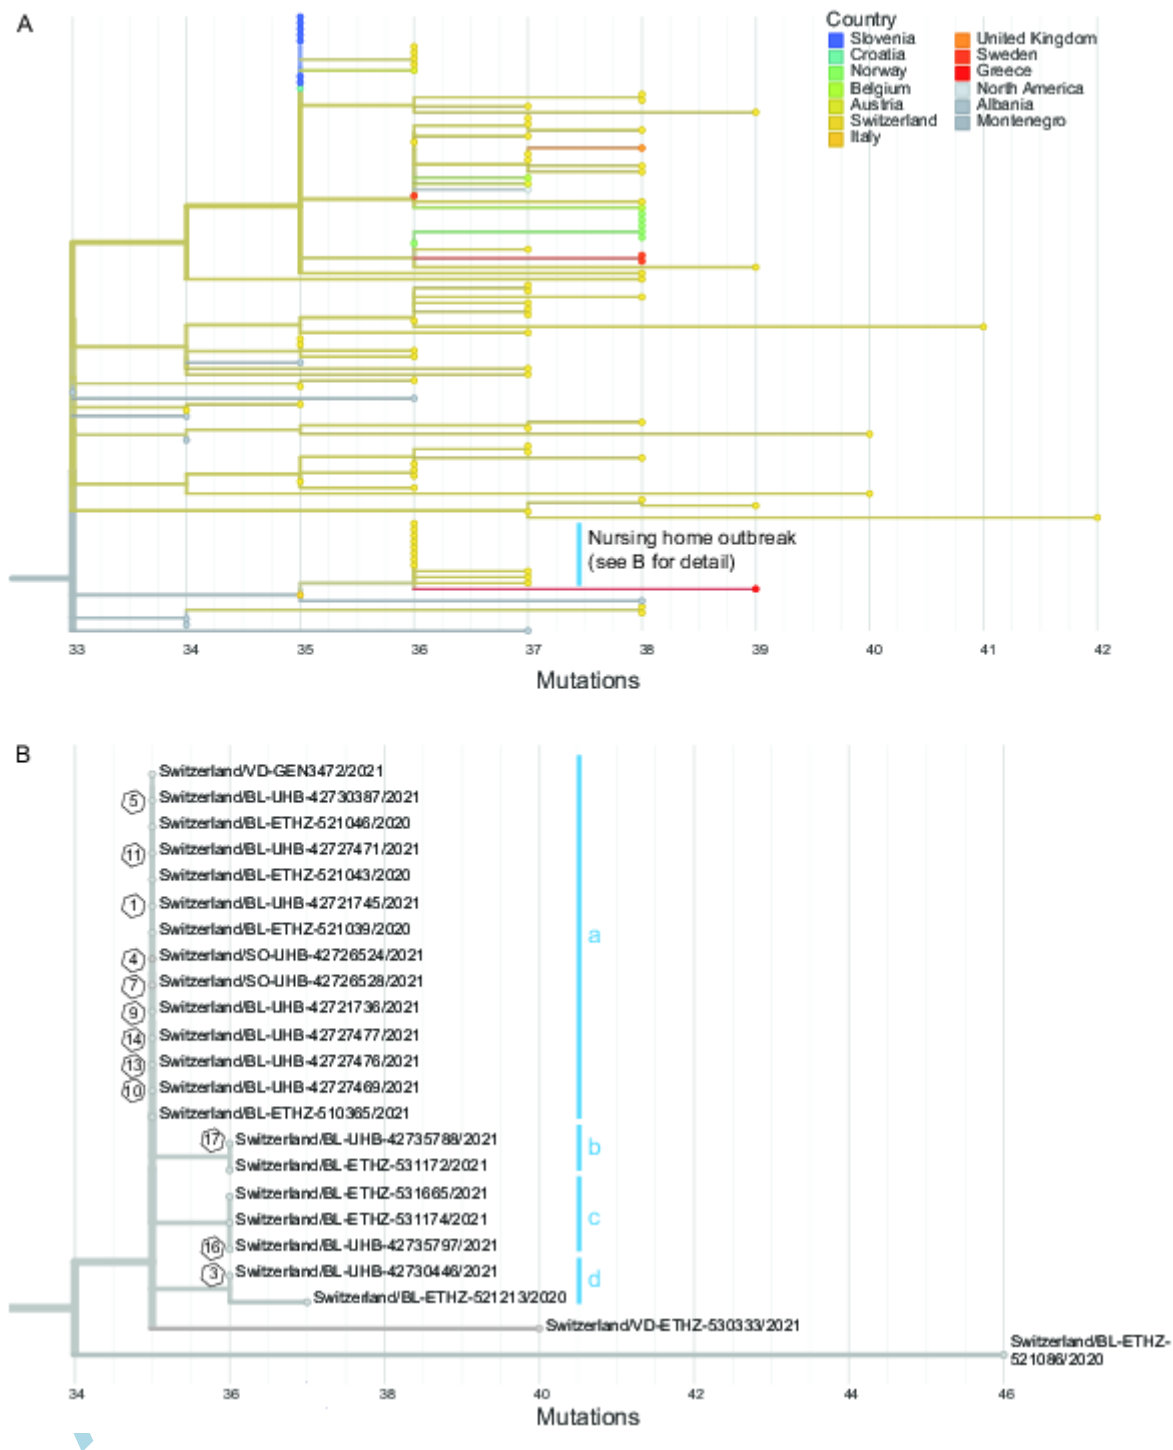 A
Country
Slovenia
Croatia
Norway
Belgium
Austria
Switzerland
Italy
United Kingdom
Sweden
Greece
North America
Albania
Montenegro
Nursing home outbreak
(see B for detail)
33 34 35 36 37 38 39 40 41 42
Mutations
B
Switzerland/VD-GEN3472/2021
5 Switzerland/BL-UHB-42730387/2021
Switzerland/BL-ETHZ-521046/2020
11 Switzerland/BL-UHB-42727471/2021
Switzerland/BL-ETHZ-521043/2020
1 Switzerland/BL-UHB-42721745/2021
Switzerland/BL-ETHZ-521039/2020
a
4 Switzerland/SO-UHB-42726524/2021
7 Switzerland/SO-UHB-42726528/2021
9 Switzerland/BL-UHB-42721736/2021
14 Switzerland/BL-UHB-42727477/2021
13 Switzerland/BL-UHB-42727476/2021
10 Switzerland/BL-UHB-42727469/2021
Switzerland/BL-ETHZ-510365/2021
17 Switzerland/BL-UHB-42735788/2021
b
Switzerland/BL-ETHZ-531172/2021
Switzerland/BL-ETHZ-531665/2021
Switzerland/BL-ETHZ-531174/2021
c
16 Switzerland/BL-UHB-42735797/2021
3 Switzerland/BL-UHB-42730446/2021
d
Switzerland/BL-ETHZ-521213/2020
Switzerland/VD-ETHZ-530333/2021
Switzerland/BL-ETHZ-
521086/2020
34 36 38 40 42 44 46
Mutations